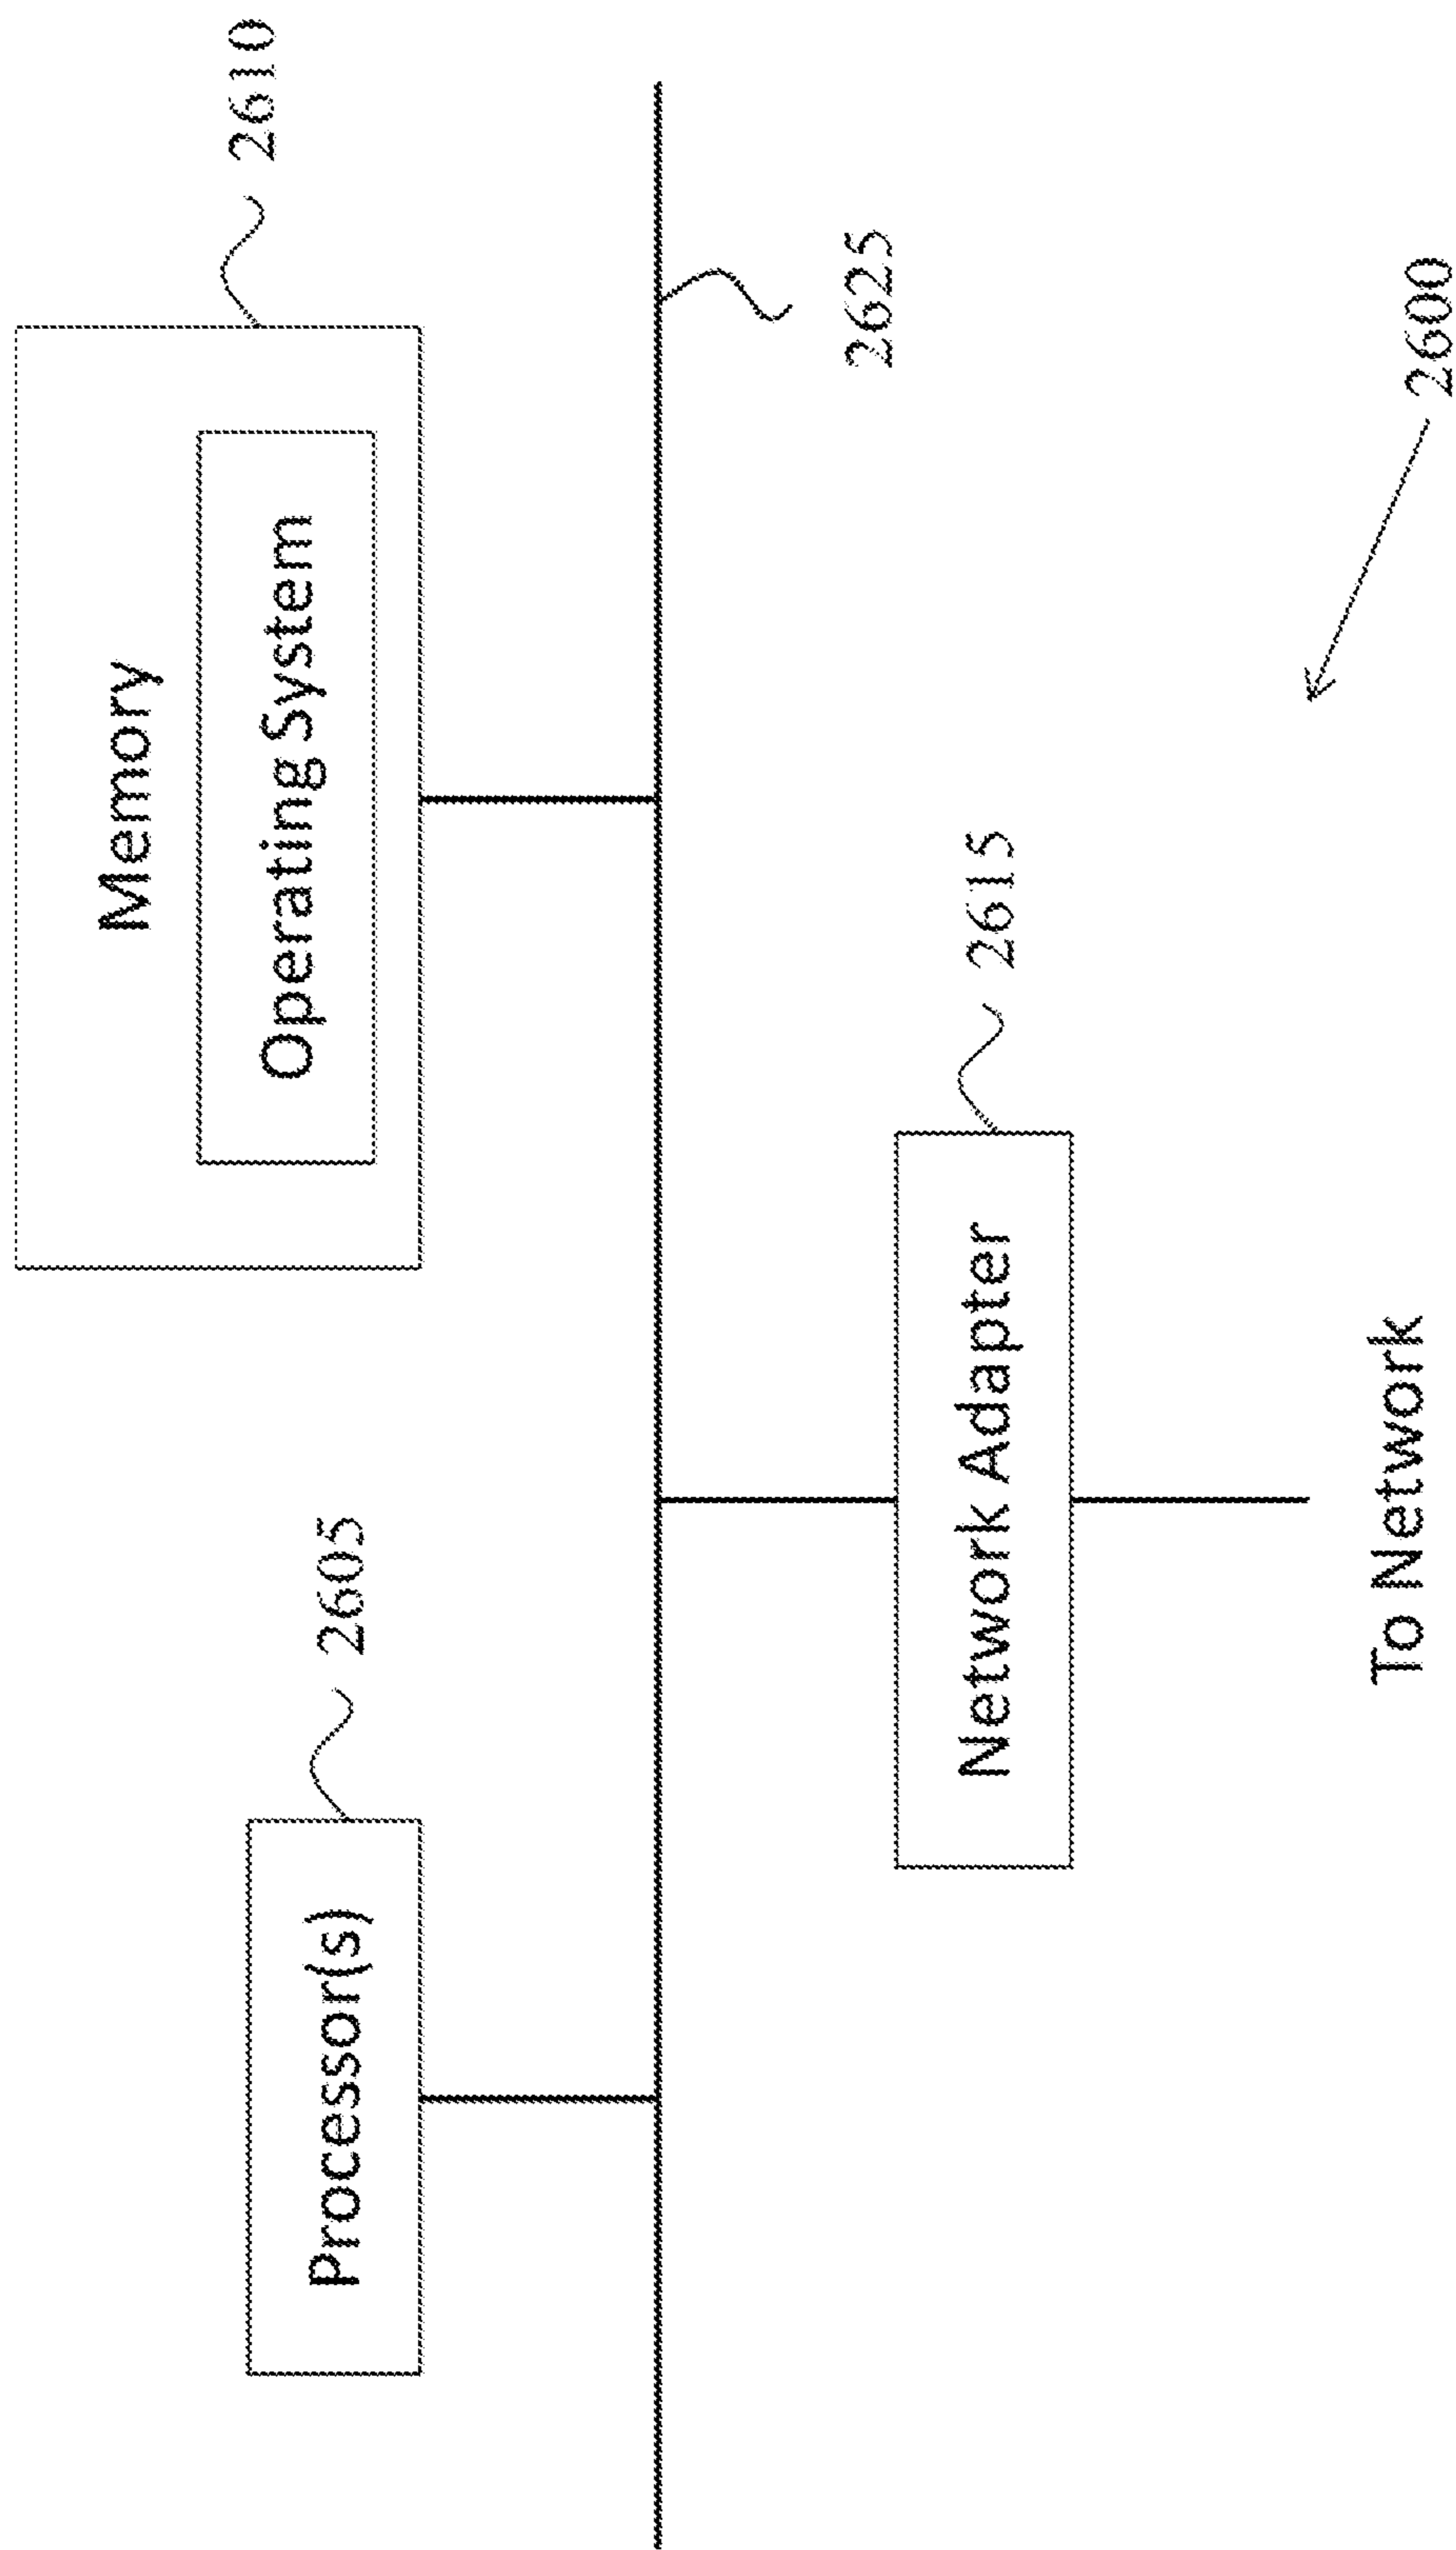 Memory
2610
Operating System
Processor(s)
2605
2625
Network Adapter
2615
To Network
2600